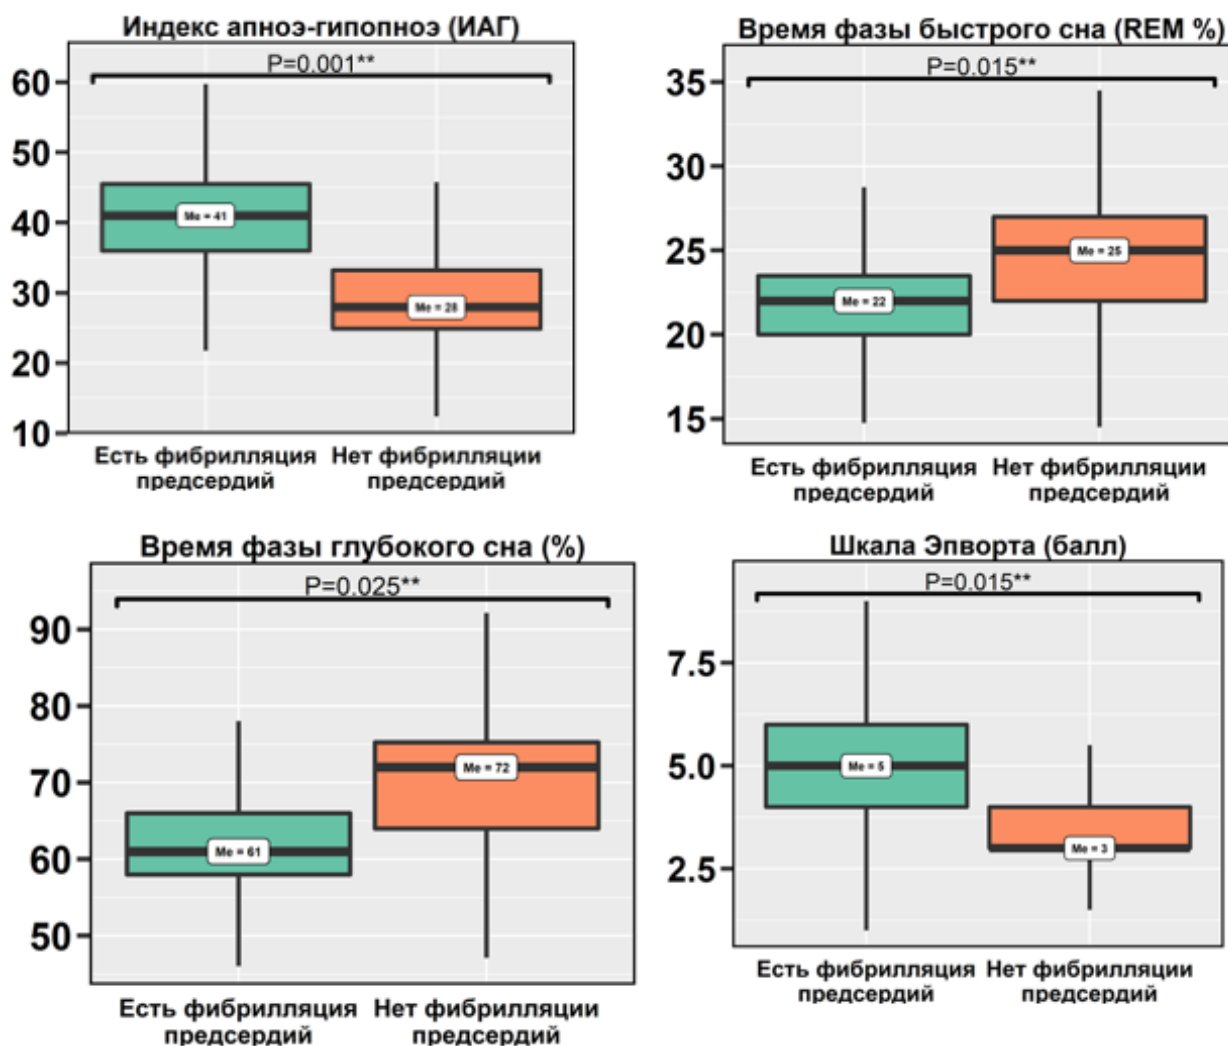 Индекс апноэ-гипопноэ (ИАГ)
P=0.001**
60
50
40
30
20
10
Me = 41
Me = 28
Есть фибрилляция
предсердий
Нет фибрилляции
предсердий
Время фазы быстрого сна (REM %)
P=0.015**
35
30
25
20
15
Me = 22
Me = 25
Есть фибрилляция
предсердий
Нет фибрилляции
предсердий
Время фазы глубокого сна (%)
P=0.025**
90
80
70
60
50
Me = 61
Me = 72
Есть фибрилляция
предсердий
Нет фибрилляции
предсердий
Шкала Эпворта (балл)
P=0.015**
7.5
5.0
2.5
Me = 5
Me = 3
Есть фибрилляция
предсердий
Нет фибрилляции
предсердий